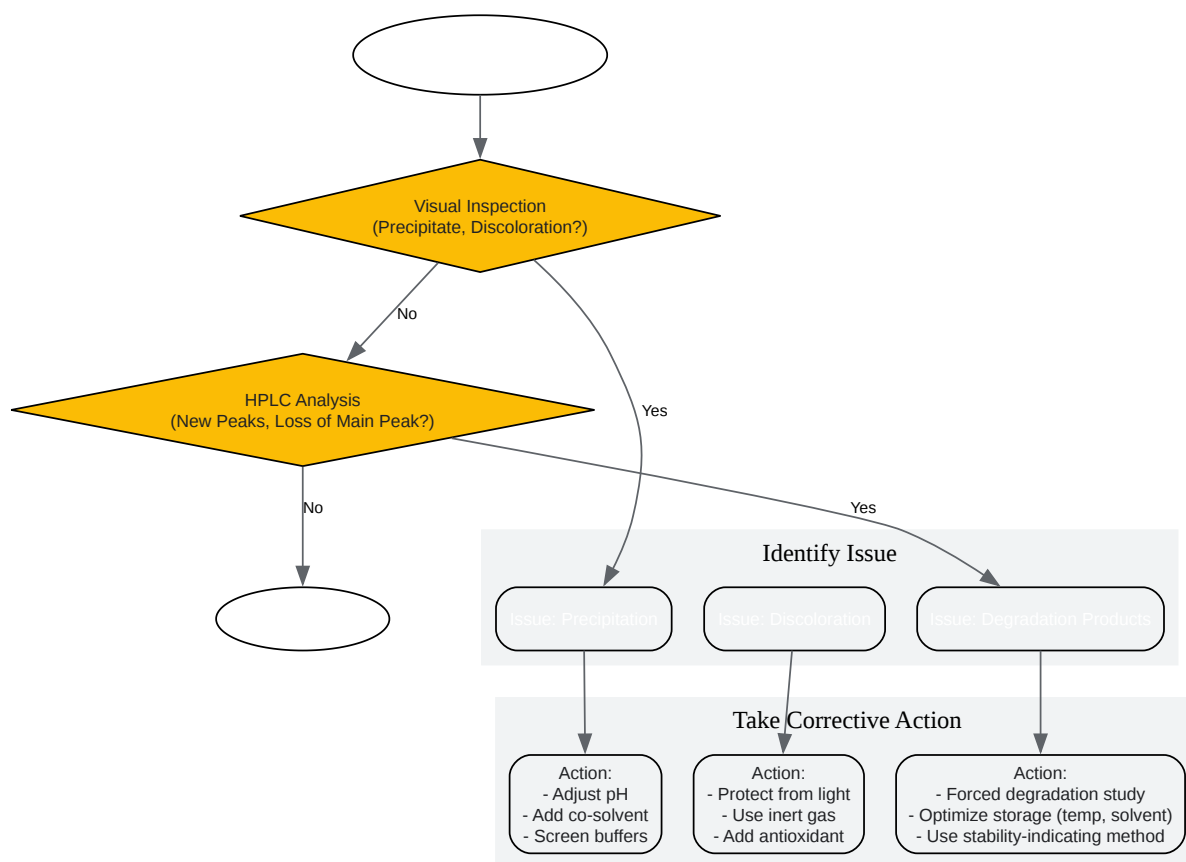 Visual Inspection
(Precipitate, Discoloration?)
No
HPLC Analysis
(New Peaks, Loss of Main Peak?)
Yes
No
Yes
Identify Issue
Issue: Precipitation
Issue: Discoloration
Issue: Degradation Products
Take Corrective Action
Action:
- Adjust pH
- Add co-solvent
- Screen buffers
Action:
- Protect from light
- Use inert gas
- Add antioxidant
Action:
- Forced degradation study
- Optimize storage (temp, solvent)
- Use stability-indicating method